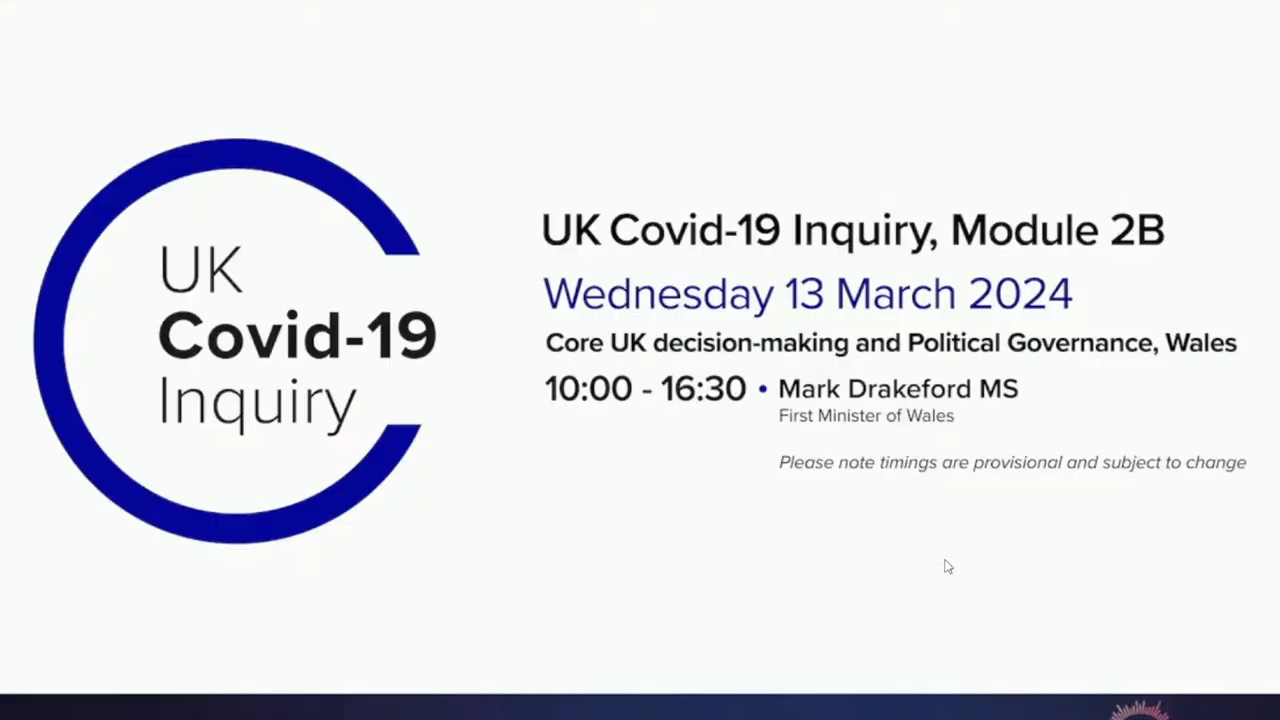 UK
Covid-19
Inquiry
UK Covid-19 Inquiry, Module 2B
Wednesday 13 March 2024
Core UK decision-making and Political Governance, Wales
10:00 - 16:30 • Mark Drakeford MS
First Minister of Wales
Please note timings are provisional and subject to change